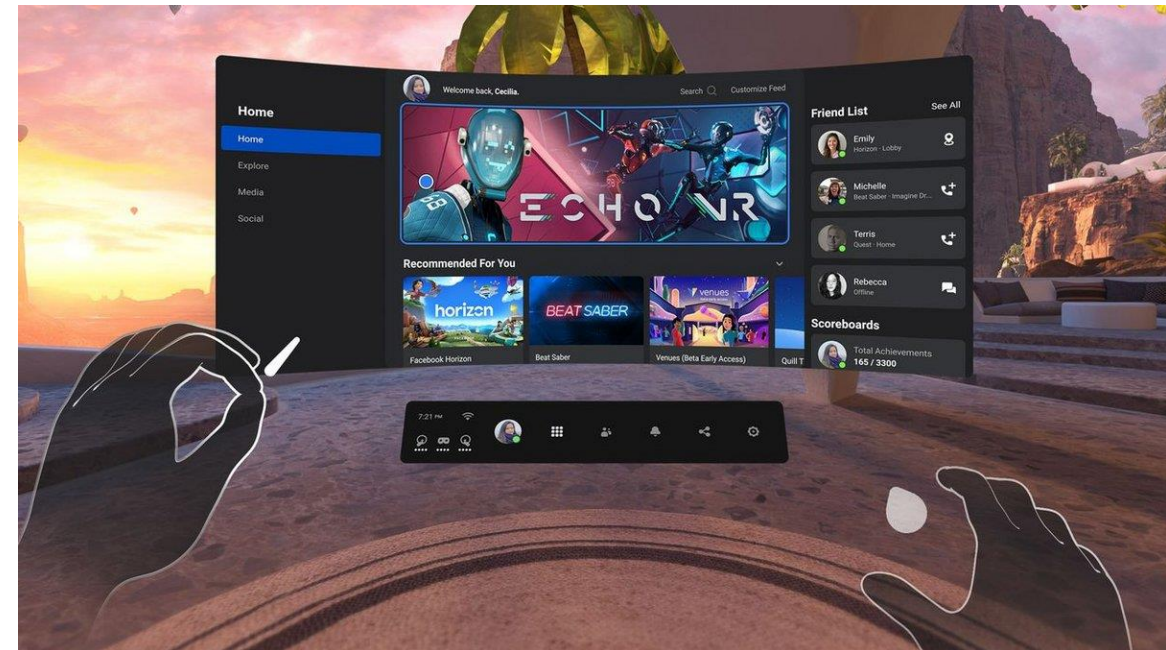 Home
Home
Explore
Media
Social
Welcome back, Cecilia.
Search
Customize Feed
ECHO VR
68
Recommended For You
horizon
Facebook Horizon
BEAT SABER
Beat Saber
venues
Venues (Beta Early Access)
Quill T
Friend List
See All
Emily
Horizon · Lobby
Michelle
Beat Saber · Imagine Dr...
Terris
Quest · Home
Rebecca
Offline
Scoreboards
Total Achievements
165 / 3300
7:21 PM